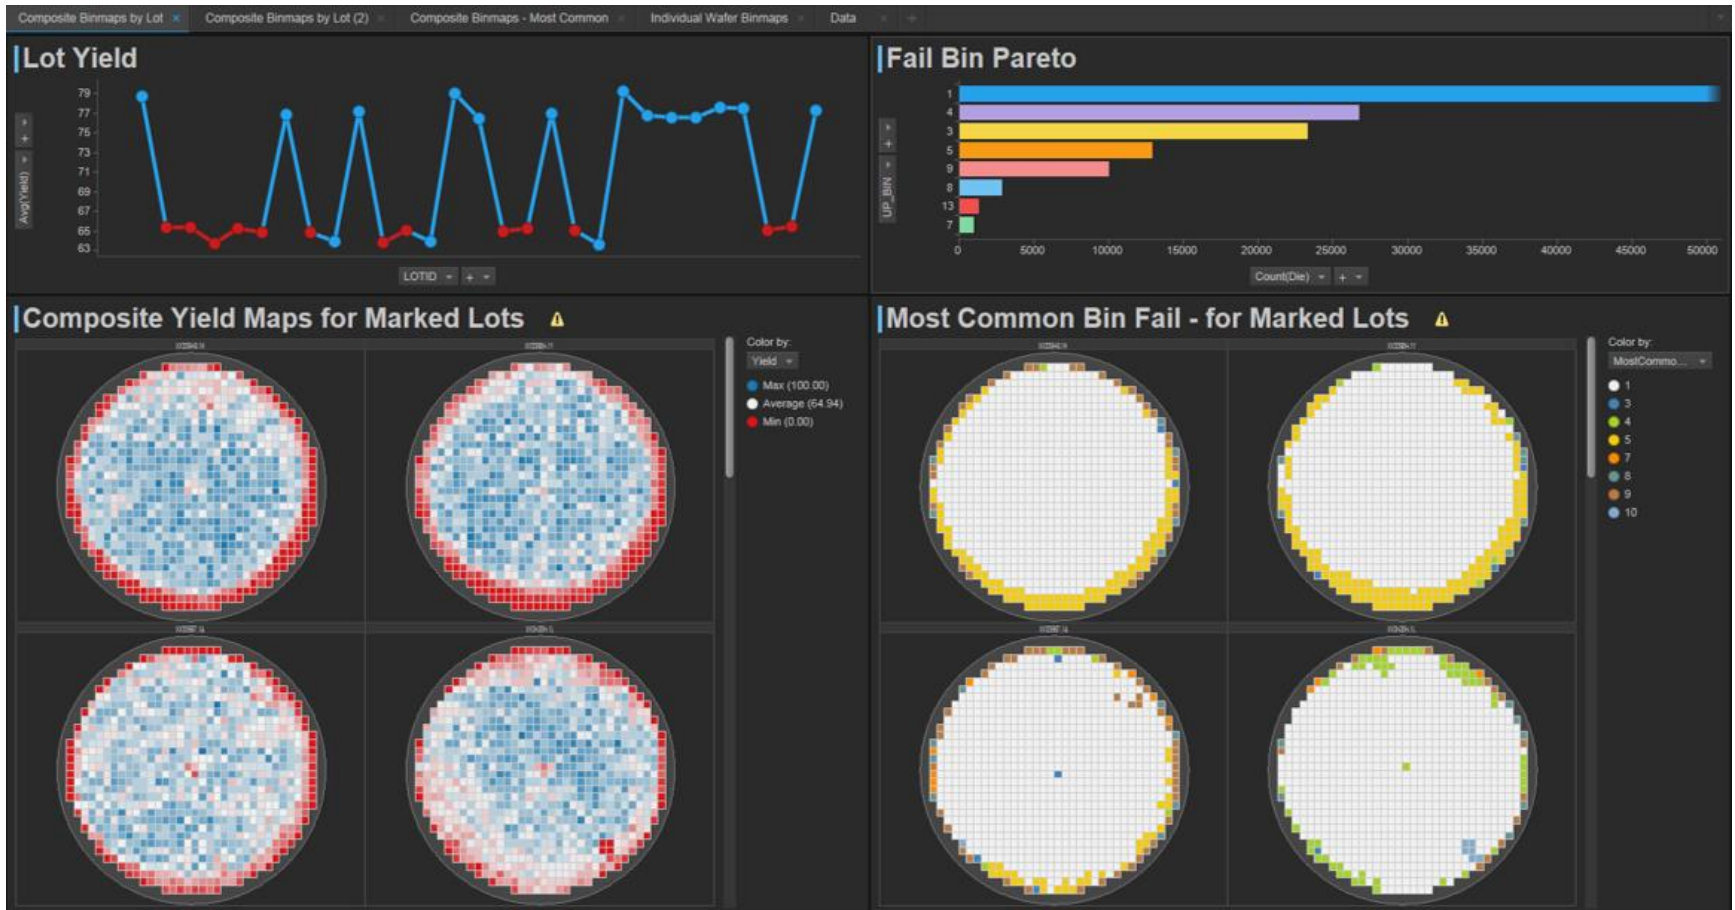 Composite Binmaps by Lot
Composite Binmaps by Lot (2)
Composite Binmaps - Most Common
Individual Wafer Binmaps
Data
Lot Yield
79
77
75
73
71
69
67
65
63
Avg(Yield)
LOTID
Fail Bin Pareto
1
4
3
5
9
8
13
7
UP_BIN
0 5000 10000 15000 20000 25000 30000 35000 40000 45000 50000
Count(Die)
Composite Yield Maps for Marked Lots
Color by:
Yield
Max (100.00)
Average (64.94)
Min (0.00)
Most Common Bin Fail - for Marked Lots
Color by:
MostCommo...
1
3
4
5
7
8
9
10